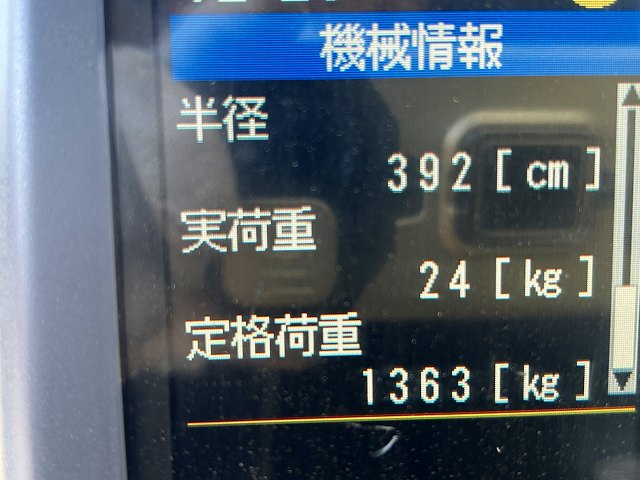 機械情報
半径
392[cm]
実荷重
24[kg]
定格荷重
1363[kg]